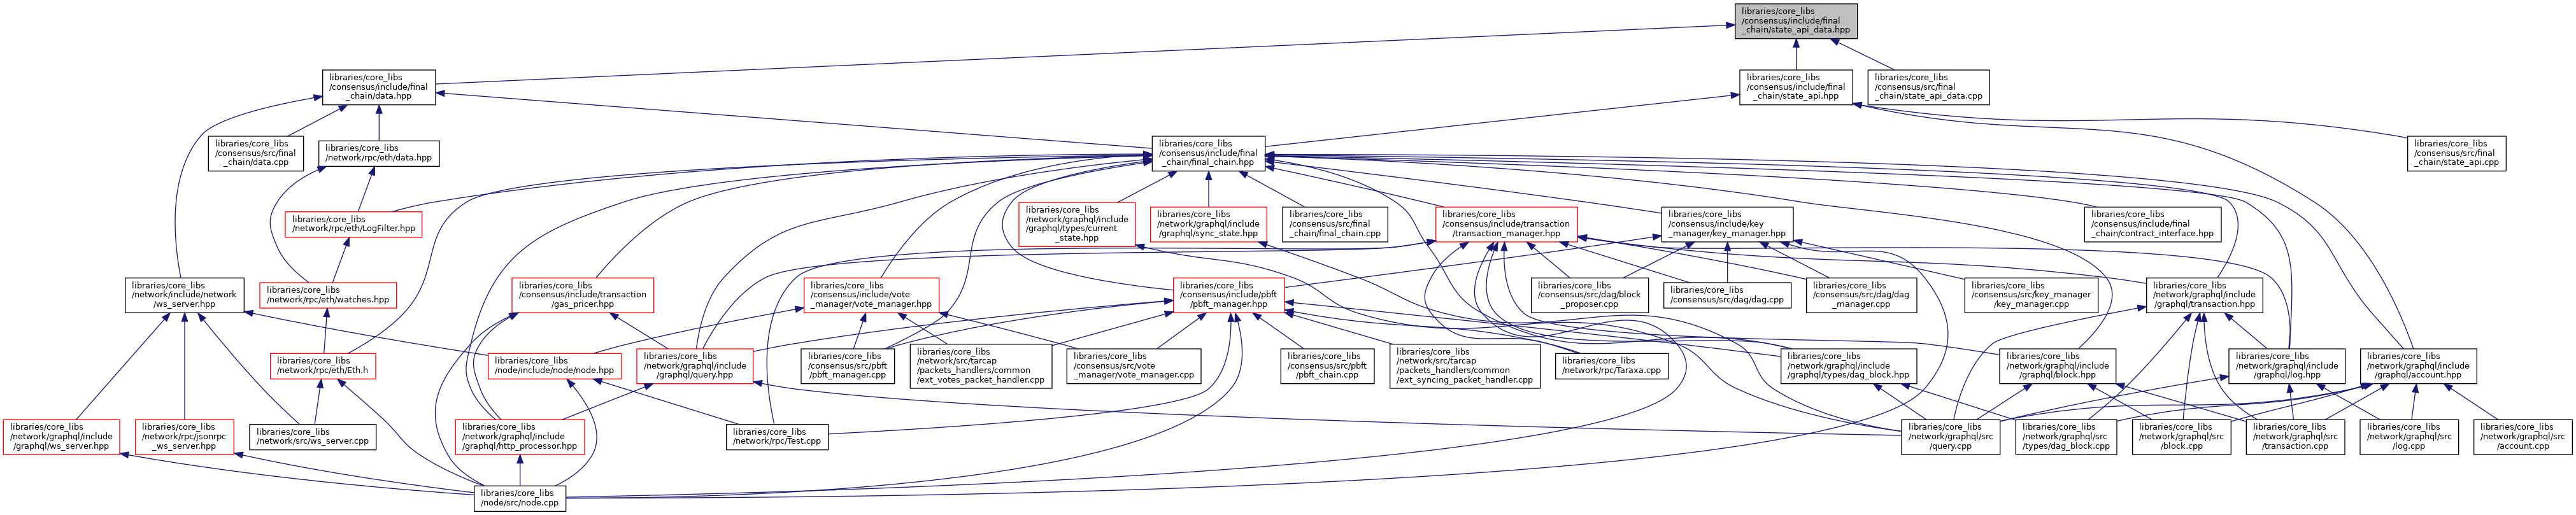 libraries/core_libs
/consensus/include/final
_chain/state_api_data.hpp
libraries/core_libs
/consensus/include/final
_chain/data.hpp
libraries/core_libs
/consensus/include/final
_chain/state_api.hpp
libraries/core_libs
/consensus/src/final
_chain/state_api_data.cpp
libraries/core_libs
/consensus/src/final
_chain/data.cpp
libraries/core_libs
/network/rpc/eth/data.hpp
libraries/core_libs
/consensus/include/final
_chain/final_chain.hpp
libraries/core_libs
/consensus/src/final
_chain/state_api.cpp
libraries/core_libs
/network/rpc/eth/LogFilter.hpp
libraries/core_libs
/network/graphql/include
/graphql/types/current
_state.hpp
libraries/core_libs
/network/graphql/include
/graphql/sync_state.hpp
libraries/core_libs
/consensus/src/final
_chain/final_chain.cpp
libraries/core_libs
/consensus/include/transaction
/transaction_manager.hpp
libraries/core_libs
/consensus/include/key
_manager/key_manager.hpp
libraries/core_libs
/consensus/include/final
_chain/contract_interface.hpp
libraries/core_libs
/network/include/network
/ws_server.hpp
libraries/core_libs
/network/rpc/eth/watches.hpp
libraries/core_libs
/consensus/include/transaction
/gas_pricer.hpp
libraries/core_libs
/consensus/include/vote
_manager/vote_manager.hpp
libraries/core_libs
/consensus/include/pbft
/pbft_manager.hpp
libraries/core_libs
/consensus/src/dag/block
_proposer.cpp
libraries/core_libs
/consensus/src/dag/dag.cpp
libraries/core_libs
/consensus/src/dag/dag
_manager.cpp
libraries/core_libs
/consensus/src/key_manager
/key_manager.cpp
libraries/core_libs
/network/graphql/include
/graphql/transaction.hpp
libraries/core_libs
/network/rpc/eth/Eth.h
libraries/core_libs
/node/include/node/node.hpp
libraries/core_libs
/network/graphql/include
/graphql/query.hpp
libraries/core_libs
/consensus/src/pbft
/pbft_manager.cpp
libraries/core_libs
/network/src/tarcap
/packets_handlers/common
/ext_votes_packet_handler.cpp
libraries/core_libs
/consensus/src/vote
_manager/vote_manager.cpp
libraries/core_libs
/consensus/src/pbft
/pbft_chain.cpp
libraries/core_libs
/network/src/tarcap
/packets_handlers/common
/ext_syncing_packet_handler.cpp
libraries/core_libs
/network/rpc/Taraxa.cpp
libraries/core_libs
/network/graphql/include
/graphql/types/dag_block.hpp
libraries/core_libs
/network/graphql/include
/graphql/block.hpp
libraries/core_libs
/network/graphql/include
/graphql/log.hpp
libraries/core_libs
/network/graphql/include
/graphql/account.hpp
libraries/core_libs
/network/graphql/include
/graphql/ws_server.hpp
libraries/core_libs
/network/rpc/jsonrpc
_ws_server.hpp
libraries/core_libs
/network/src/ws_server.cpp
libraries/core_libs
/network/graphql/include
/graphql/http_processor.hpp
libraries/core_libs
/network/rpc/Test.cpp
libraries/core_libs
/network/graphql/src
/query.cpp
libraries/core_libs
/network/graphql/src
/types/dag_block.cpp
libraries/core_libs
/network/graphql/src
/block.cpp
libraries/core_libs
/network/graphql/src
/transaction.cpp
libraries/core_libs
/network/graphql/src
/log.cpp
libraries/core_libs
/network/graphql/src
/account.cpp
libraries/core_libs
/node/src/node.cpp